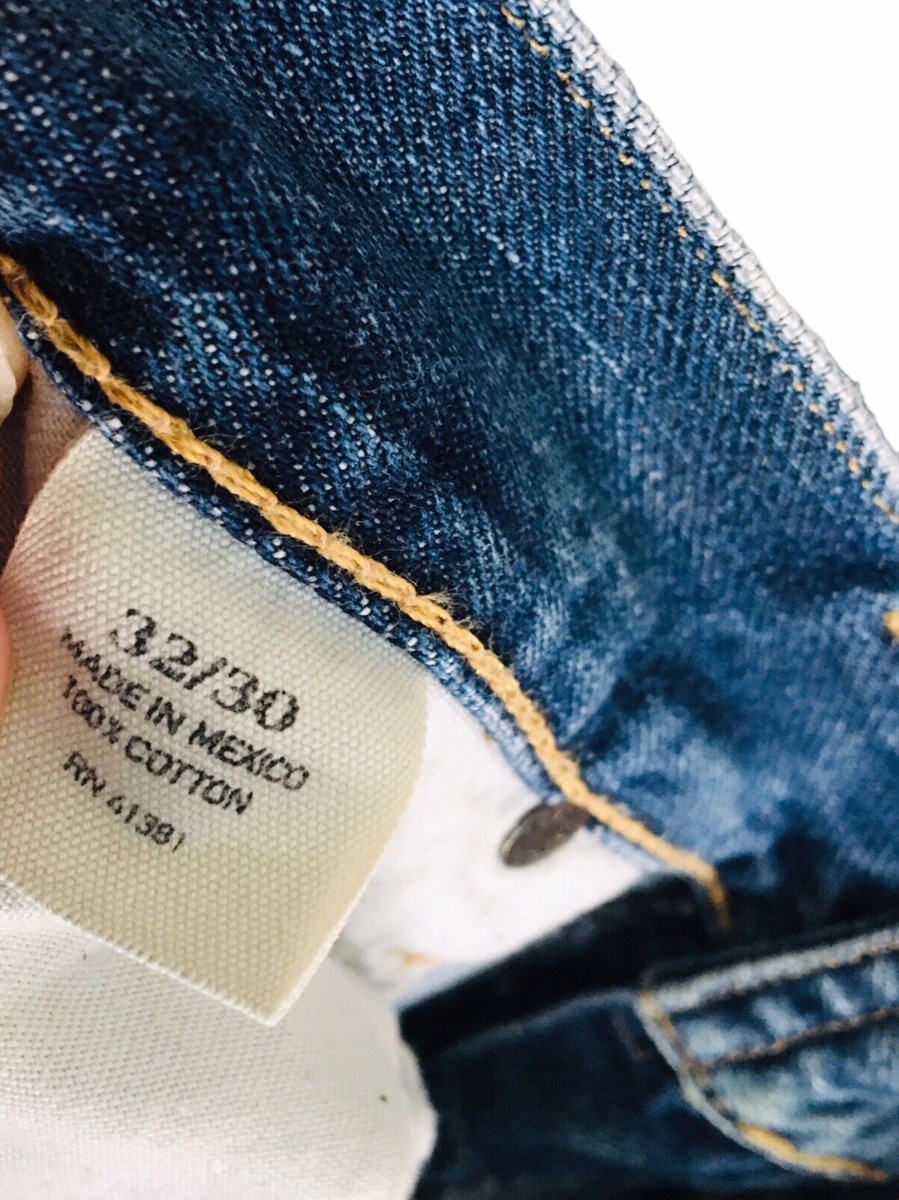 32/30
MADE IN MEXICO
100% COTTON
RN 41381